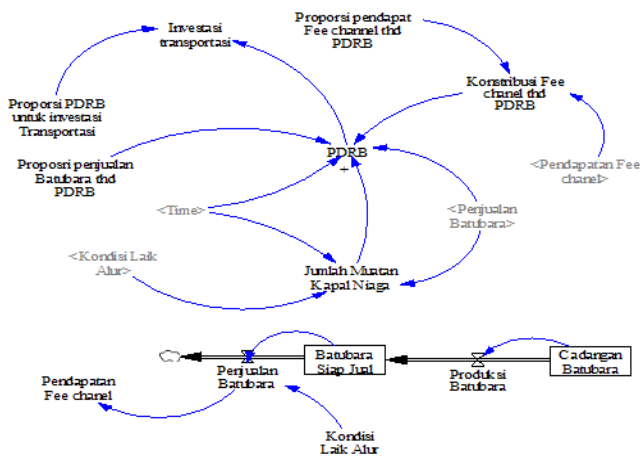 Investasi
transportasi
Proporsi pendapat
Fee channel thd
PDRB
Konstribusi Fee
chanel thd
PDRB
Proporsi PDRB
untuk investasi
Transportasi
Proposri penjualan
Batubara thd
PDRB
PDRB
+
<Pendapatan Fee
chanel>
<Time>
<Penjualan
Batubara>
<Kondisi Laik
Alur>
Jumlah Muatan
Kapal Niaga
Pendapatan
Fee chanel
Penjualan
Batubara
Batubara
Siap Jual
Produksi
Batubara
Cadangan
Batubara
Kondisi
Laik Alur